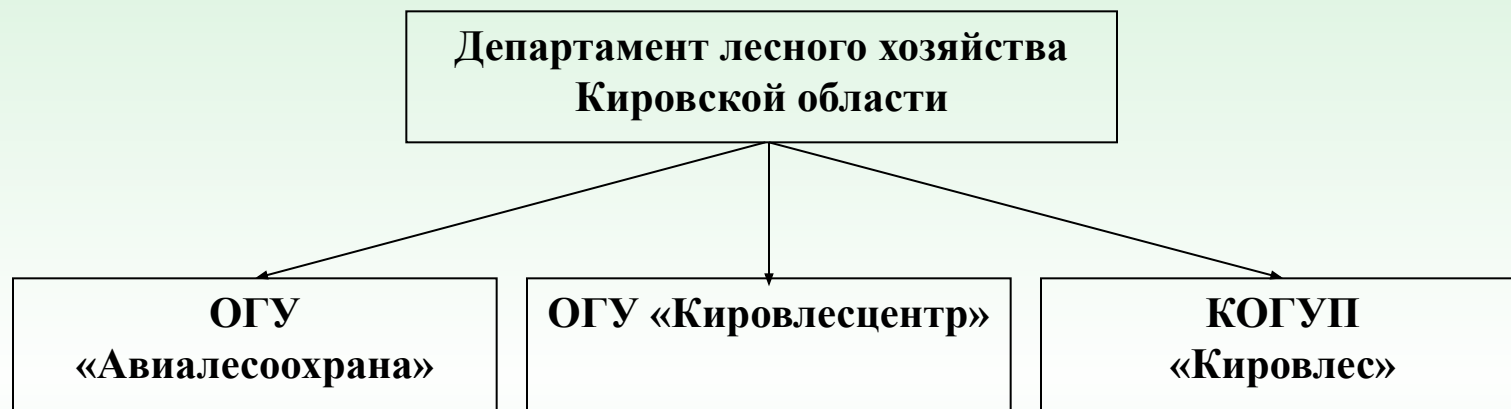 Департамент лесного хозяйства
Кировской области
ОГУ
«Авиалесоохрана»
ОГУ «Кировлесцентр»
КОГУП
«Кировлес»